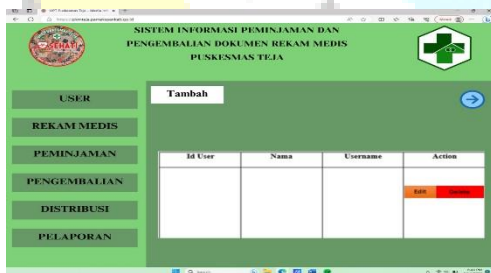 SISTEM INFORMASI PEMINJAMAN DAN
PENGEMBALIAN DOKUMEN REKAM MEDIS
PUSKESMAS TEJA
SEHATI
USER
REKAM MEDIS
PEMINJAMAN
PENGEMBALIAN
DISTRIBUSI
PELAPORAN
Tambah
Id User Nama Username Action
Edit